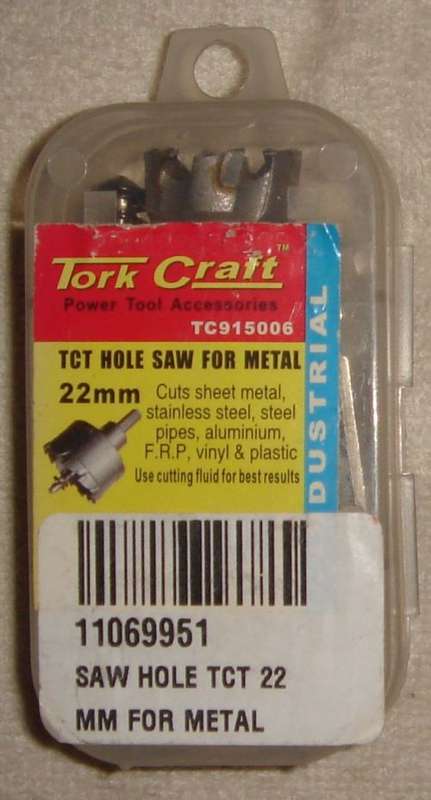 Tork Craft™
Power Tool Accessories
TC915006
TCT HOLE SAW FOR METAL
22mm
Cuts sheet metal,
stainless steel, steel
pipes, aluminium,
F.R.P, vinyl & plastic
Use cutting fluid for best results
DUSTRIAL
11069951
SAW HOLE TCT 22
MM FOR METAL